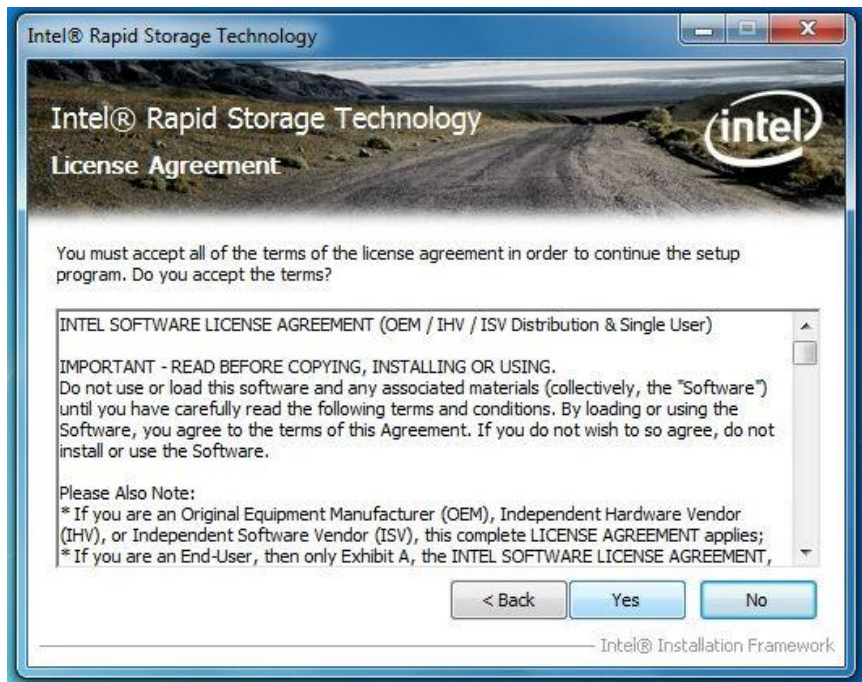 Intel® Rapid Storage Technology
Intel® Rapid Storage Technology
intel
License Agreement
You must accept all of the terms of the license agreement in order to continue the setup
program. Do you accept the terms?
INTEL SOFTWARE LICENSE AGREEMENT (OEM / IHV / ISV Distribution & Single User)
IMPORTANT - READ BEFORE COPYING, INSTALLING OR USING.
Do not use or load this software and any associated materials (collectively, the "Software")
until you have carefully read the following terms and conditions. By loading or using the
Software, you agree to the terms of this Agreement. If you do not wish to so agree, do not
install or use the Software.
Please Also Note:
* If you are an Original Equipment Manufacturer (OEM), Independent Hardware Vendor
(IHV), or Independent Software Vendor (ISV), this complete LICENSE AGREEMENT applies;
* If you are an End-User, then only Exhibit A, the INTEL SOFTWARE LICENSE AGREEMENT,
< Back Yes No
Intel® Installation Framework